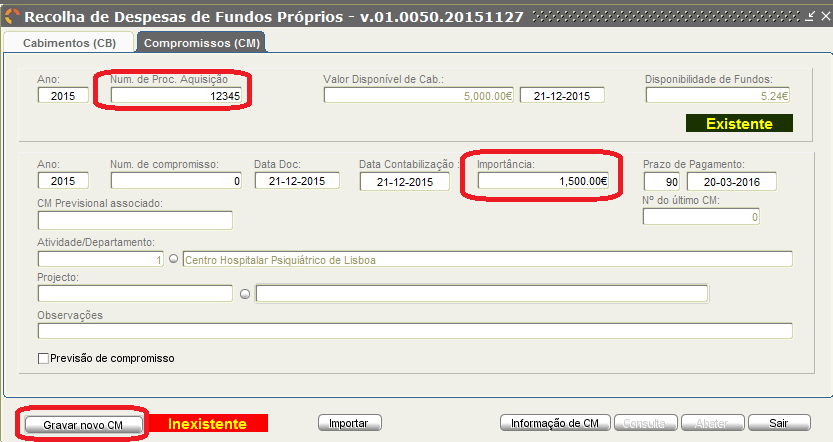 Recolha de Despesas de Fundos Próprios - v.01.0050.20151127
Cabimentos (CB) Compromissos (CM)
Ano: Num. de Proc. Aquisição Valor Disponível de Cab.: Disponibilidade de Fundos:
2015 12345 5,000.00€ 21-12-2015 5.24€
Existente
Ano: Num. de compromisso: Data Doc: Data Contabilização : Importância: Prazo de Pagamento:
2015 0 21-12-2015 21-12-2015 1,500.00€ 90 20-03-2016
CM Previsional associado: Nº do último CM:
0
Atividade/Departamento:
1 Centro Hospitalar Psiquiátrico de Lisboa
Projecto:
Observações
Previsão de compromisso
Gravar novo CM Inexistente Importar Informação de CM Consulta Abater Sair